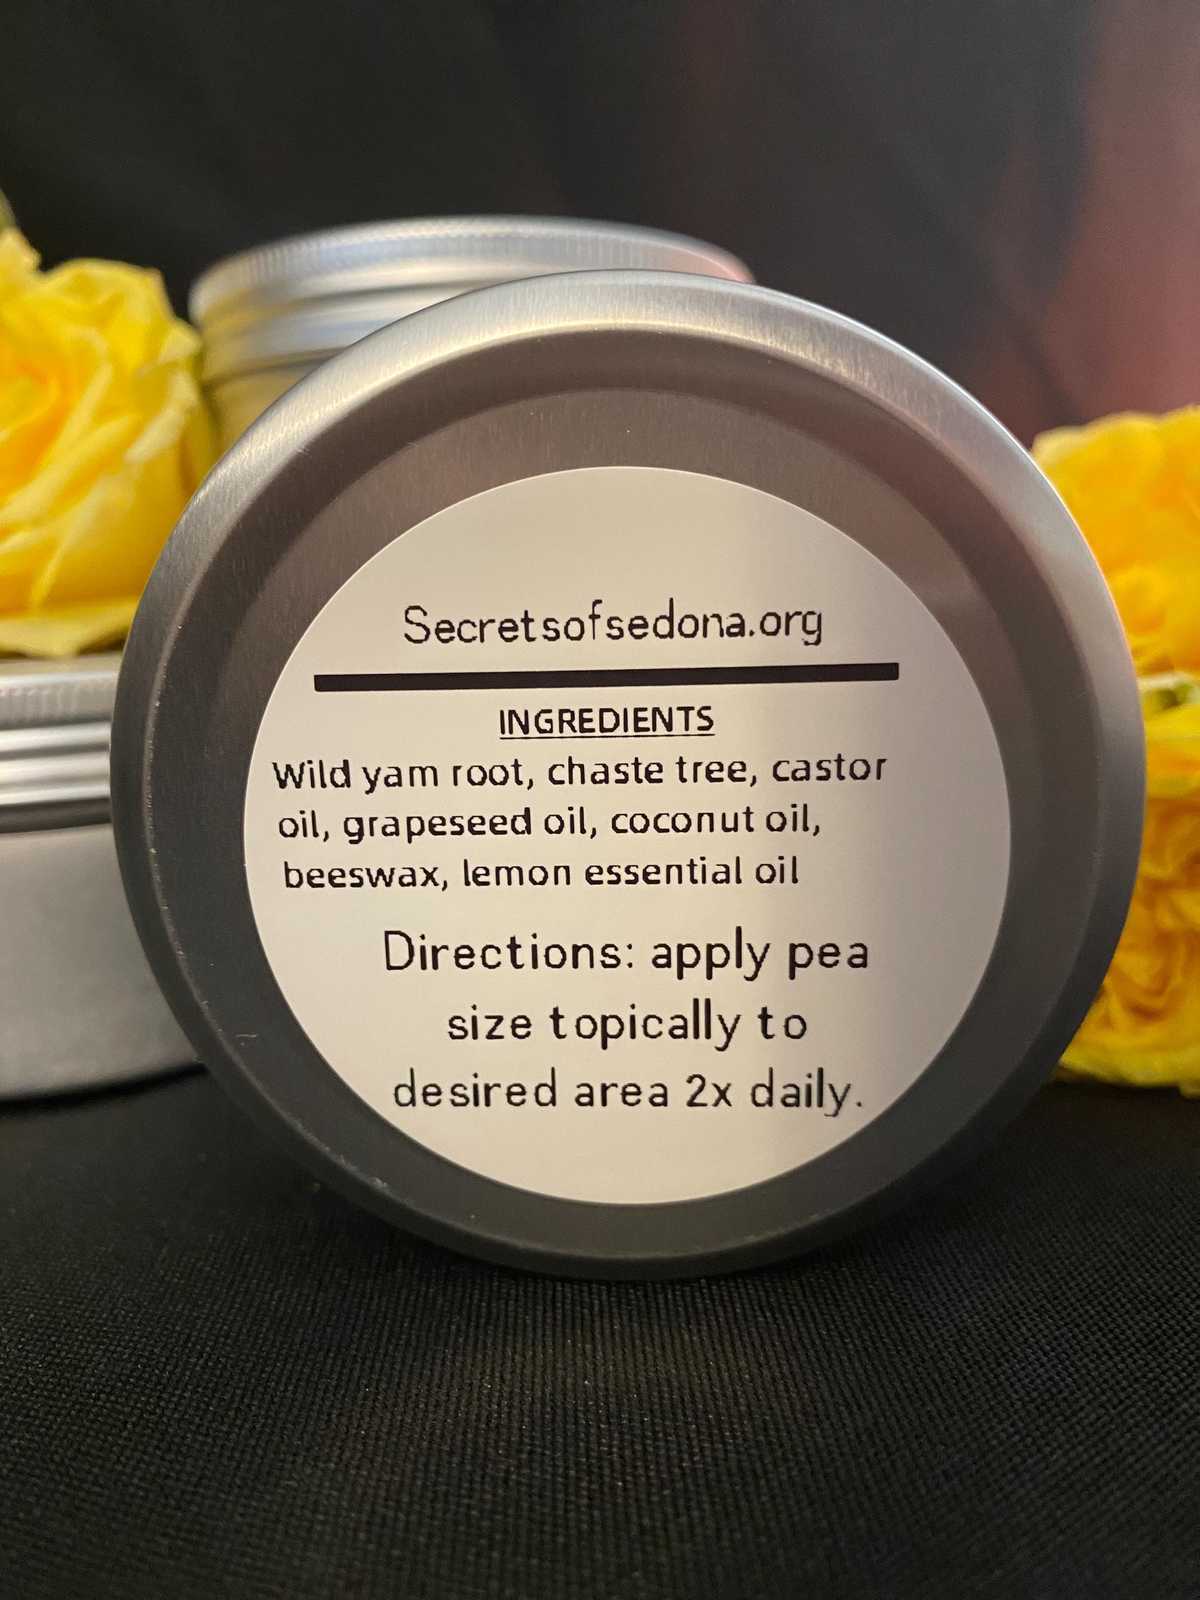 Secretsofsedona.org
INGREDIENTS
Wild yam root, chaste tree, castor
oil, grapeseed oil, coconut oil,
beeswax, lemon essential oil
Directions: apply pea
size topically to
desired area 2x daily.